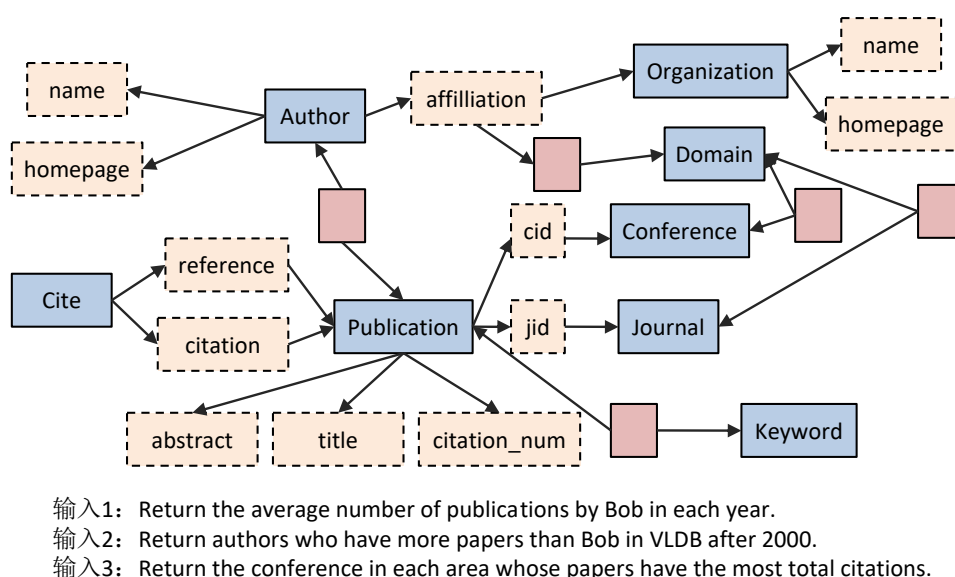 name
Organization
name
affilliation
Author
homepage
homepage
Domain
cid
Conference
reference
Cite
Publication
jid
Journal
citation
abstract
title
citation_num
Keyword
输入1：Return the average number of publications by Bob in each year.
输入2：Return authors who have more papers than Bob in VLDB after 2000.
输入3：Return the conference in each area whose papers have the most total citations.